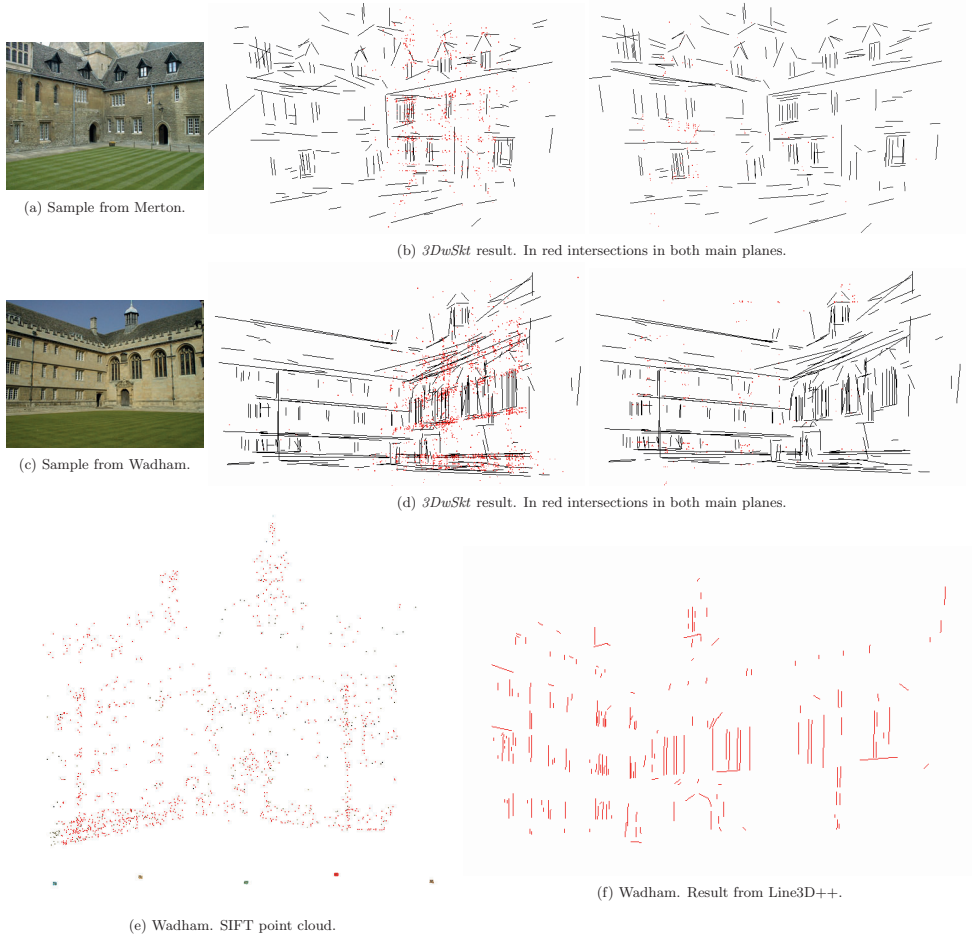 (a) Sample from Merton.
(b) 3DwSkt result. In red intersections in both main planes.
(c) Sample from Wadham.
(d) 3DwSkt result. In red intersections in both main planes.
(e) Wadham. SIFT point cloud.
(f) Wadham. Result from Line3D++.